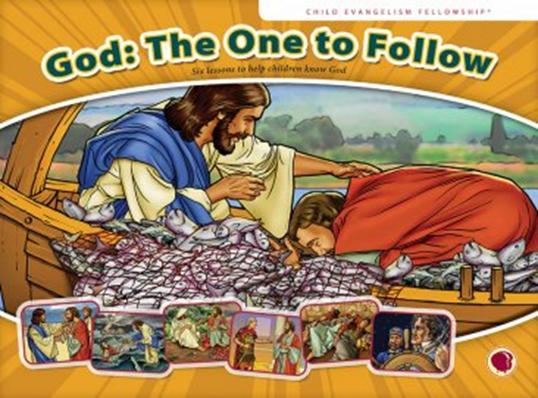 CHILD EVANGELISM FELLOWSHIP®
God: The One to Follow
Six lessons to help children know God